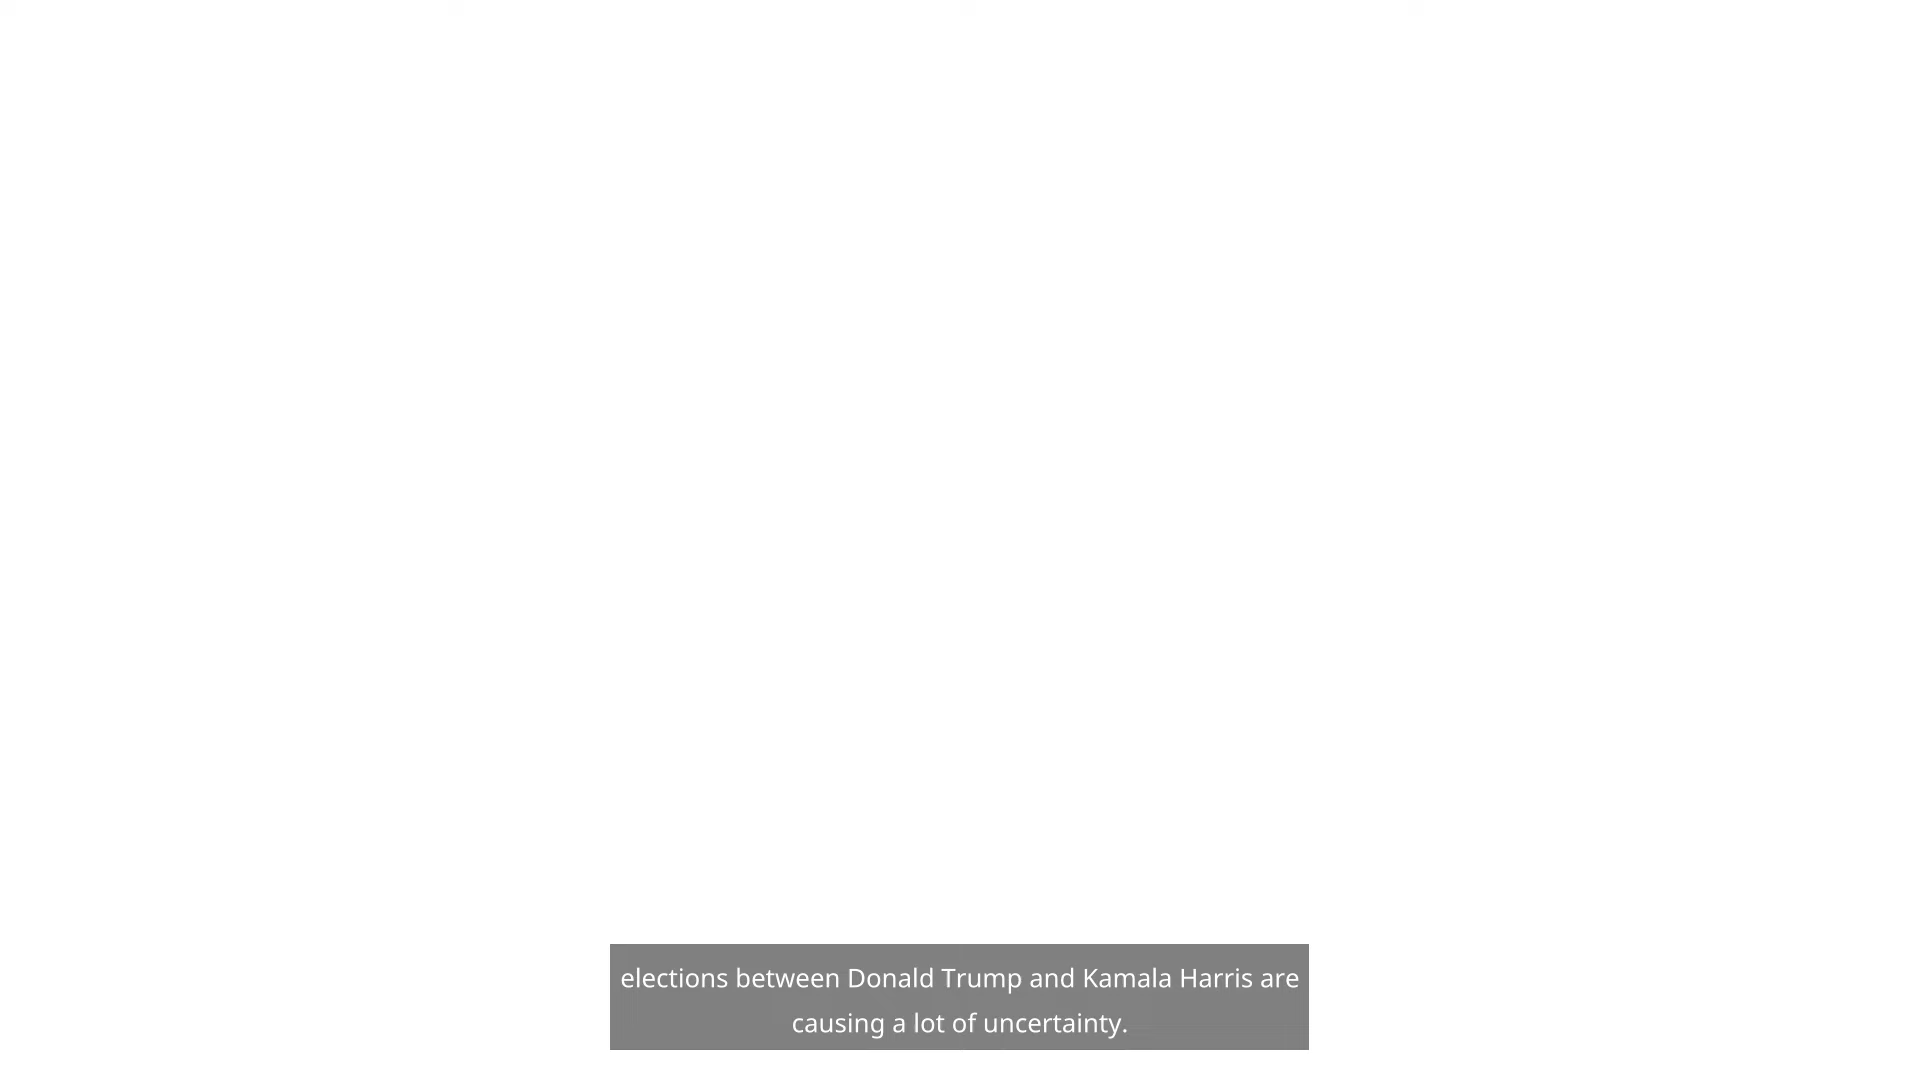 elections between Donald Trump and Kamala Harris are
causing a lot of uncertainty.